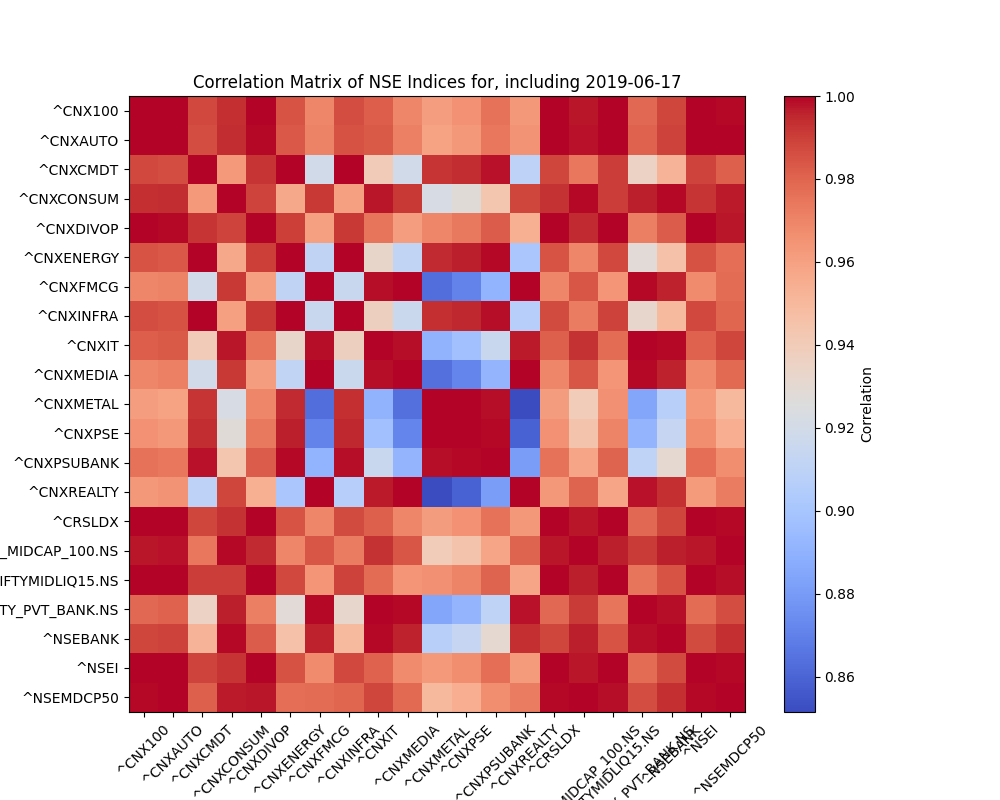 Correlation Matrix of NSE Indices for, including 2019-06-17
^CNX100
^CNXAUTO
^CNXCMDT
^CNXCONSUM
^CNXDIVOP
^CNXENERGY
^CNXFMCG
^CNXINFRA
^CNXIT
^CNXMEDIA
^CNXMETAL
^CNXPSE
^CNXPSUBANK
^CNXREALTY
^CRSLDX
_MIDCAP_100.NS
IFTYMIDLIQ15.NS
TY_PVT_BANK.NS
^NSEBANK
^NSEI
^NSEMDCP50
^CNX100
^CNXAUTO
^CNXCMDT
^CNXCONSUM
^CNXDIVOP
^CNXENERGY
^CNXFMCG
^CNXINFRA
^CNXIT
^CNXMEDIA
^CNXMETAL
^CNXPSE
^CNXPSUBANK
^CNXREALTY
^CRSLDX
MIDCAP_100.NS
TYMIDLIQ15.NS
_PVT_BANK.NS
^NSEBANK
^NSEI
^NSEMDCP50
1.00
0.98
0.96
0.94
0.92
0.90
0.88
0.86
Correlation